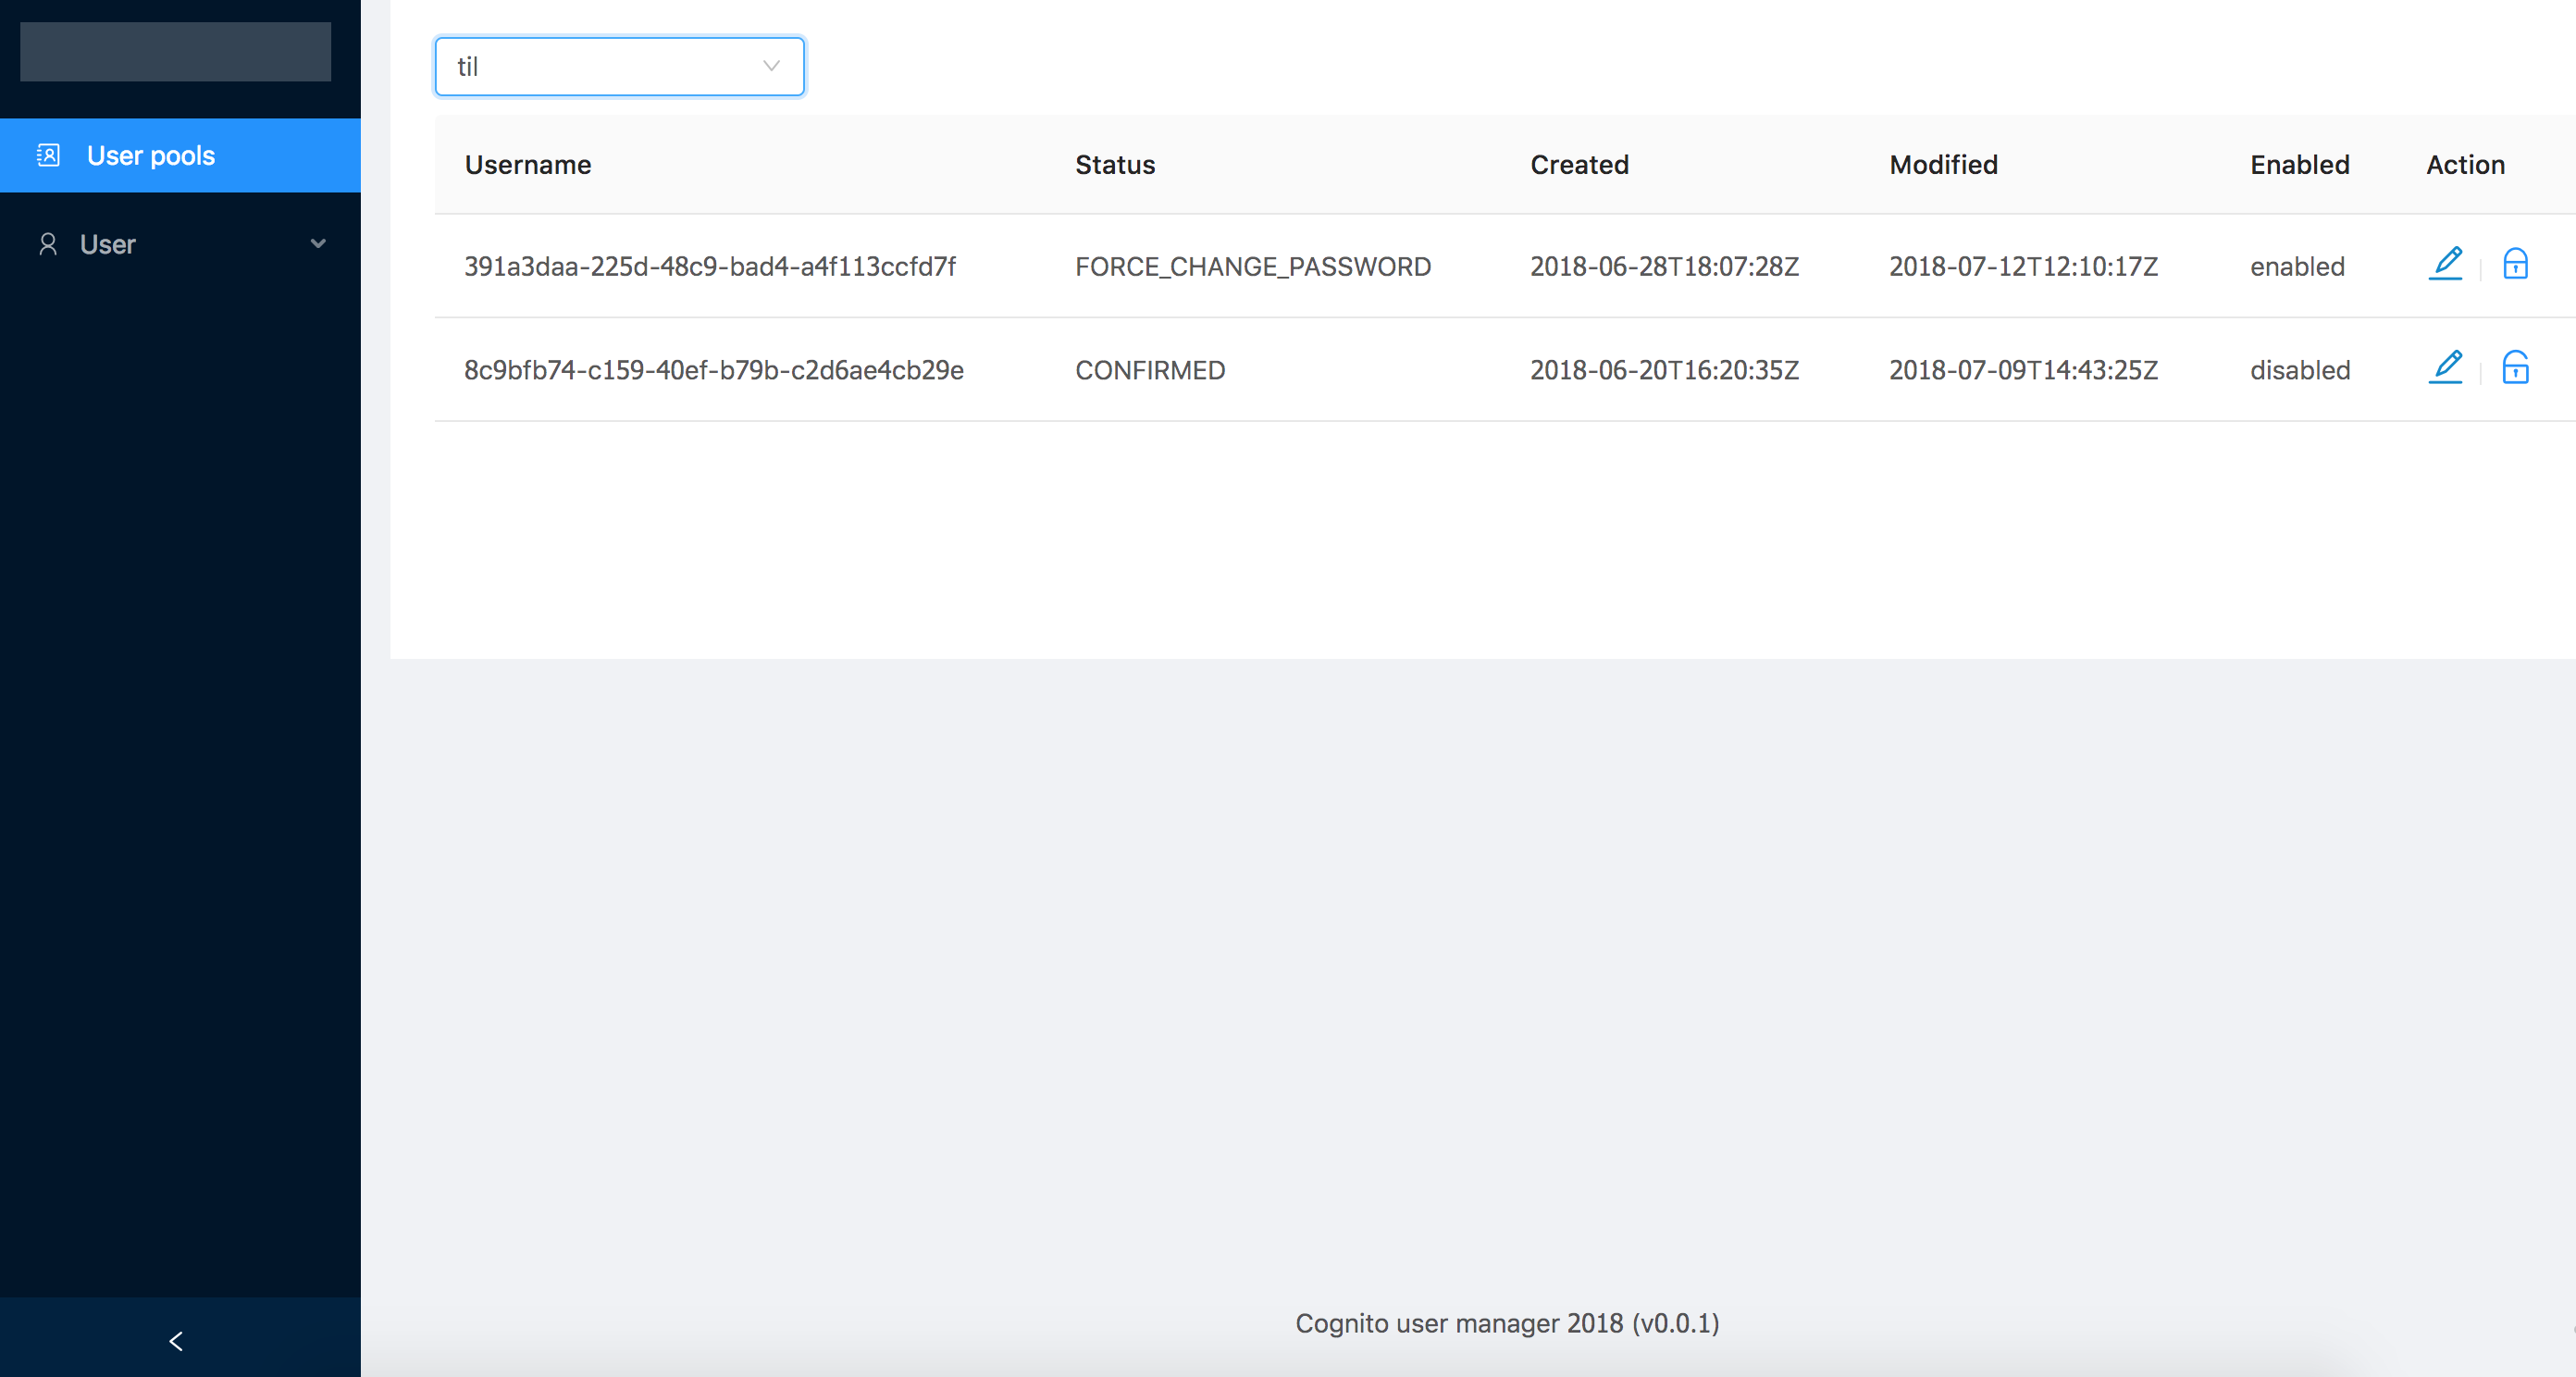 til
User pools
User
Username Status Created Modified Enabled Action
391a3daa-225d-48c9-bad4-a4f113ccfd7f FORCE_CHANGE_PASSWORD 2018-06-28T18:07:28Z 2018-07-12T12:10:17Z enabled
8c9bfb74-c159-40ef-b79b-c2d6ae4cb29e CONFIRMED 2018-06-20T16:20:35Z 2018-07-09T14:43:25Z disabled
Cognito user manager 2018 (v0.0.1)